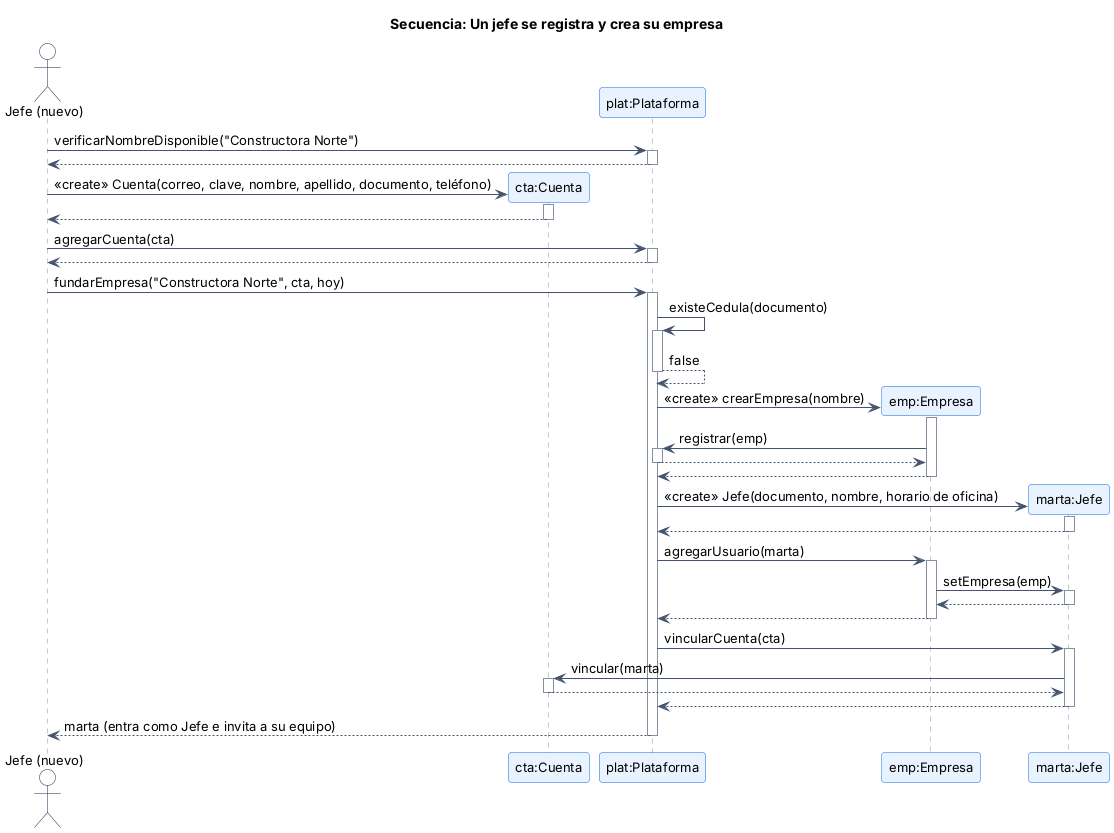 Secuencia: Un jefe se registra y crea su empresa
Jefe (nuevo)
plat:Plataforma
verificarNombreDisponible("Constructora Norte")
«create» Cuenta(correo, clave, nombre, apellido, documento, teléfono)
cta:Cuenta
agregarCuenta(cta)
fundarEmpresa("Constructora Norte", cta, hoy)
existeCedula(documento)
false
«create» crearEmpresa(nombre)
emp:Empresa
registrar(emp)
«create» Jefe(documento, nombre, horario de oficina)
marta:Jefe
agregarUsuario(marta)
setEmpresa(emp)
vincularCuenta(cta)
vincular(marta)
marta (entra como Jefe e invita a su equipo)
Jefe (nuevo)
cta:Cuenta
plat:Plataforma
emp:Empresa
marta:Jefe